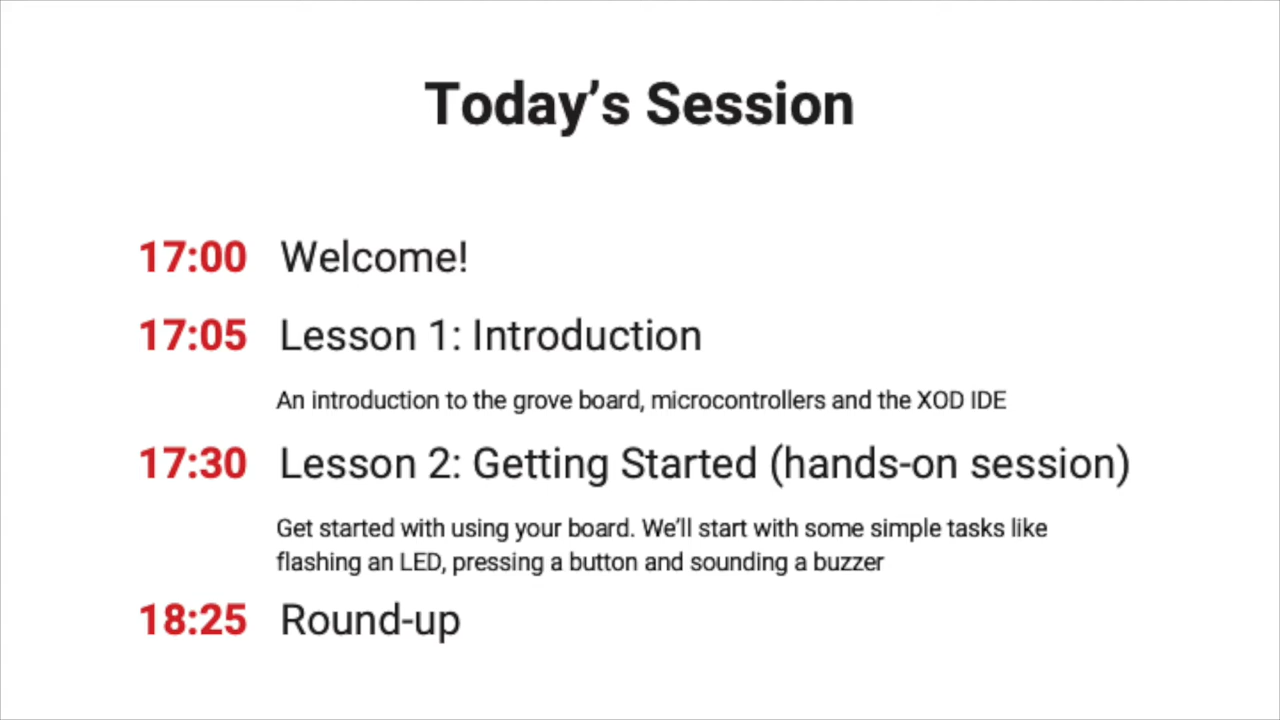 Today’s Session
17:00 Welcome!
17:05 Lesson 1: Introduction
An introduction to the grove board, microcontrollers and the XOD IDE
17:30 Lesson 2: Getting Started (hands-on session)
Get started with using your board. We’ll start with some simple tasks like
flashing an LED, pressing a button and sounding a buzzer
18:25 Round-up